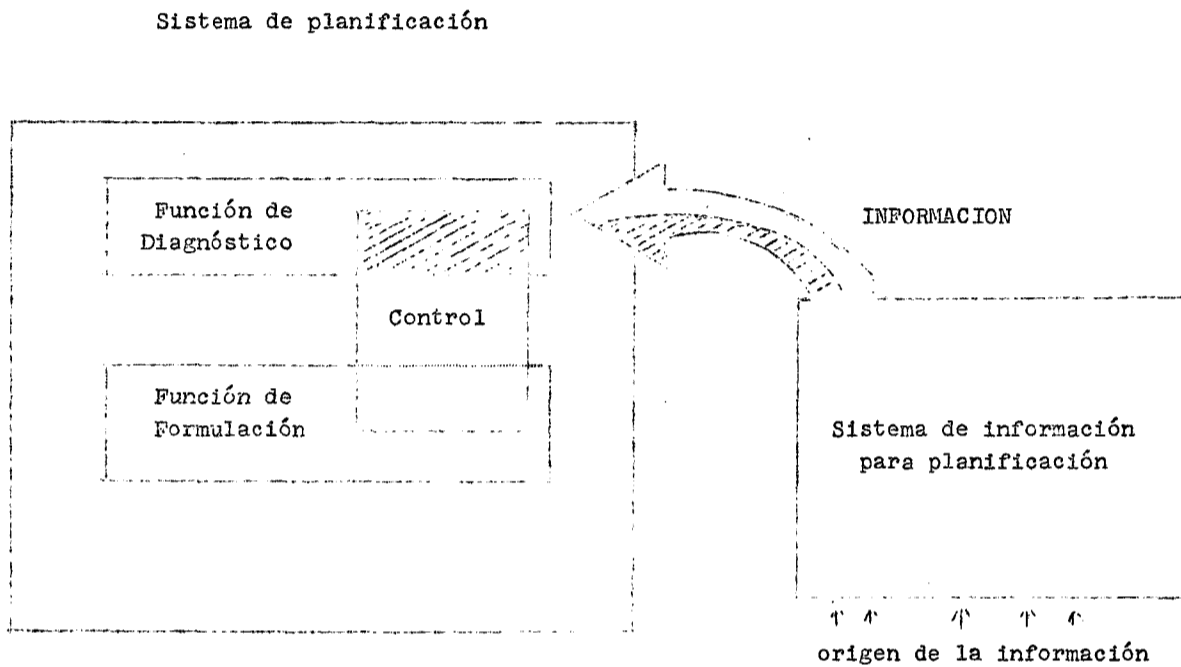 Sistema de planificación
Función de
Diagnóstico
INFORMACION
Control
Función de
Formulación
Sistema de información
para planificación
origen de la información